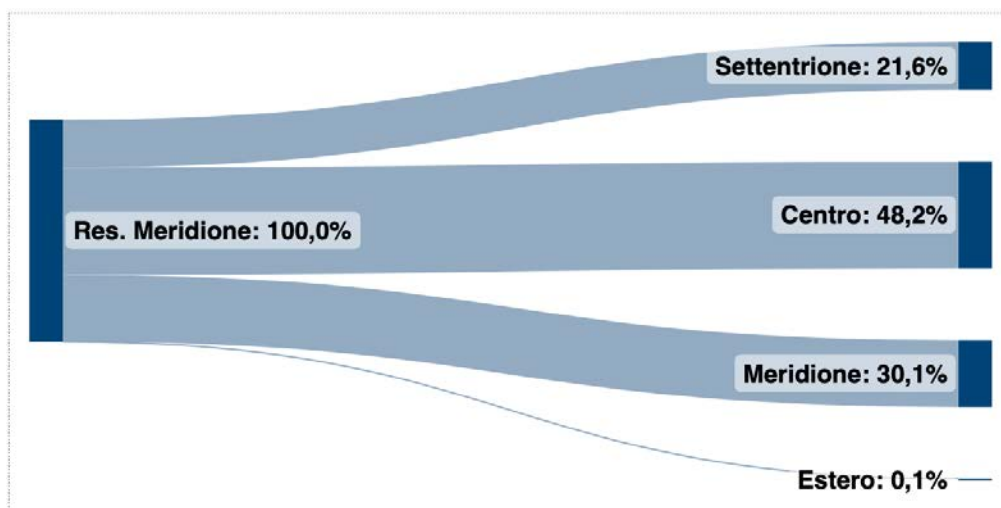 Settentrione: 21,6%
Res. Meridione: 100,0%
Centro: 48,2%
Meridione: 30,1%
Estero: 0,1%